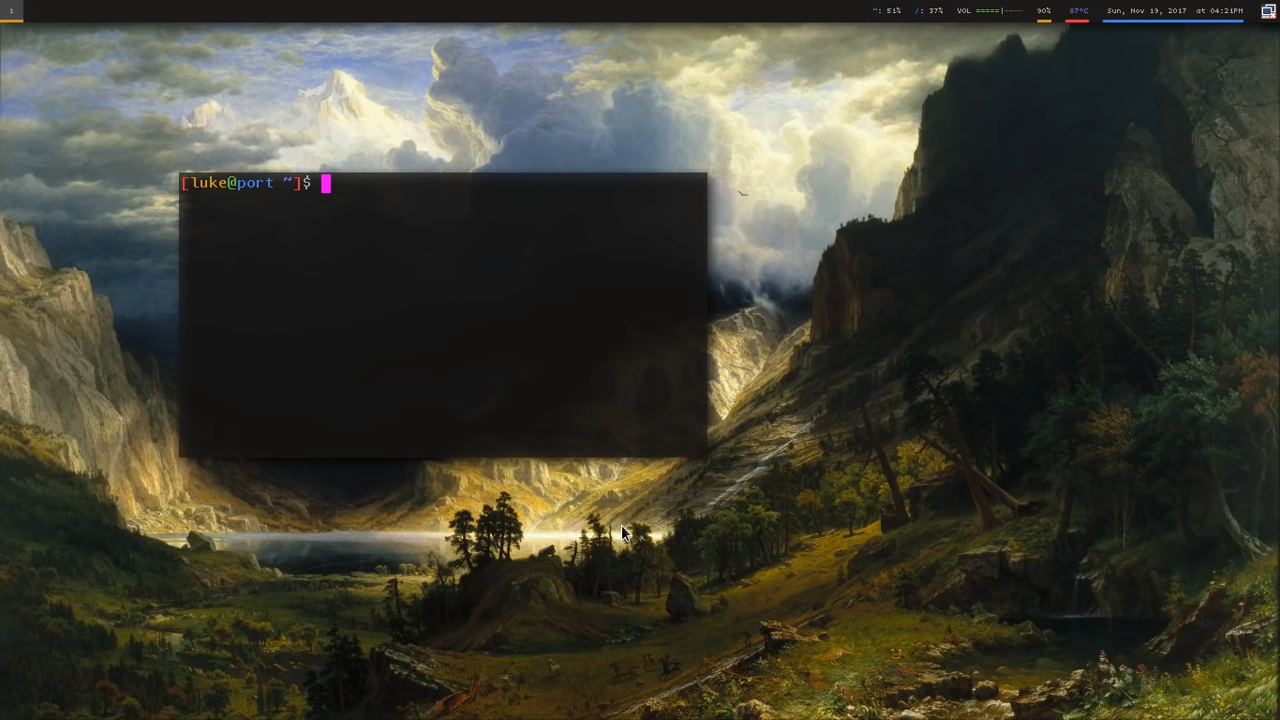 1
~: 51% /: 37% VOL =====|---- 90% 87°C Sun, Nov 19, 2017 at 04:21PM
[luke@port ~]$